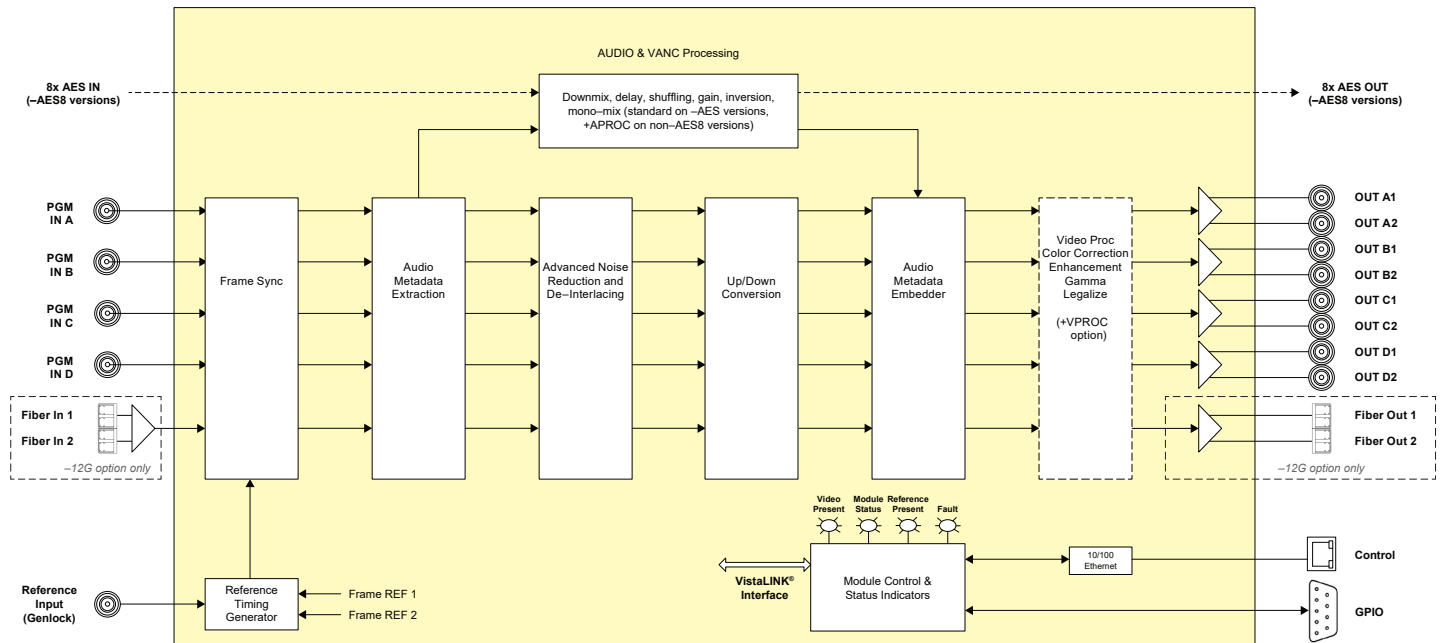 AUDIO & VANC Processing
8x AES IN
(–AES8 versions)
Downmix, delay, shuffling, gain, inversion,
mono–mix (standard on –AES versions,
+APROC on non–AES8 versions)
8x AES OUT
(–AES8 versions)
PGM
IN A
PGM
IN B
PGM
IN C
PGM
IN D
Fiber In 1
Fiber In 2
–12G option only
Frame Sync
Audio
Metadata
Extraction
Advanced Noise
Reduction and
De–Interlacing
Up/Down
Conversion
Audio
Metadata
Embedder
Video Proc
Color Correction
Enhancement
Gamma
Legalize
(+VPROC
option)
OUT A1
OUT A2
OUT B1
OUT B2
OUT C1
OUT C2
OUT D1
OUT D2
Fiber Out 1
Fiber Out 2
–12G option only
Reference
Input
(Genlock)
Reference
Timing
Generator
Frame REF 1
Frame REF 2
Video
Present
Module
Status
Reference
Present
Fault
VistaLINK®
Interface
Module Control &
Status Indicators
10/100
Ethernet
Control
GPIO